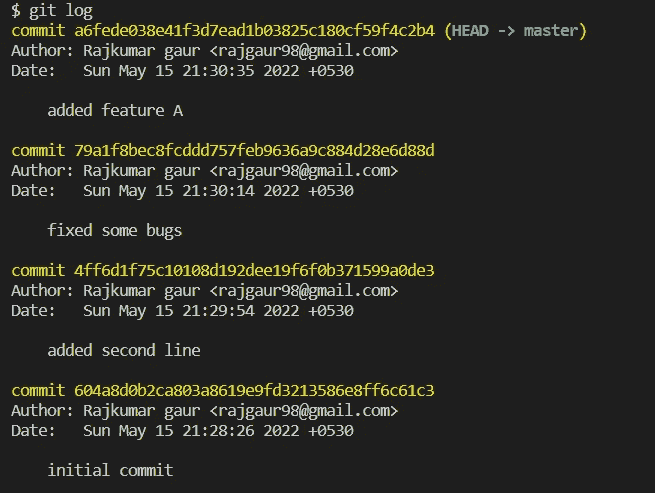 $ git log
commit a6fede038e41f3d7ead1b03825c180cf59f4c2b4 (HEAD -> master)
Author: Rajkumar gaur <rajgaur98@gmail.com>
Date:   Sun May 15 21:30:35 2022 +0530
    added feature A
commit 79a1f8bec8fcddd757feb9636a9c884d28e6d88d
Author: Rajkumar gaur <rajgaur98@gmail.com>
Date:   Sun May 15 21:30:14 2022 +0530
    fixed some bugs
commit 4ff6d1f75c10108d192dee19f6f0b371599a0de3
Author: Rajkumar gaur <rajgaur98@gmail.com>
Date:   Sun May 15 21:29:54 2022 +0530
    added second line
commit 604a8d0b2ca803a8619e9fd3213586e8ff6c61c3
Author: Rajkumar gaur <rajgaur98@gmail.com>
Date:   Sun May 15 21:28:26 2022 +0530
    initial commit